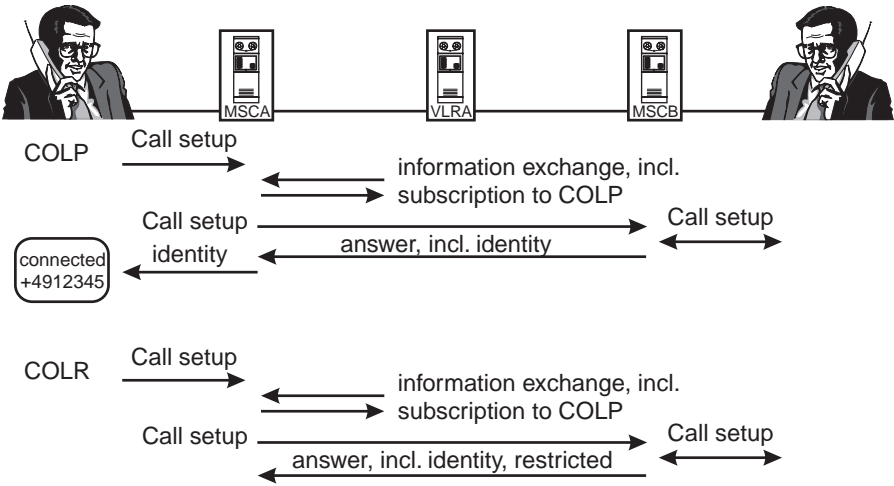 MSCA
VLRA
MSCB
COLP
Call setup
information exchange, incl.
subscription to COLP
Call setup
Call setup
answer, incl. identity
identity
connected
+4912345
COLR
Call setup
information exchange, incl.
subscription to COLP
Call setup
Call setup
answer, incl. identity, restricted